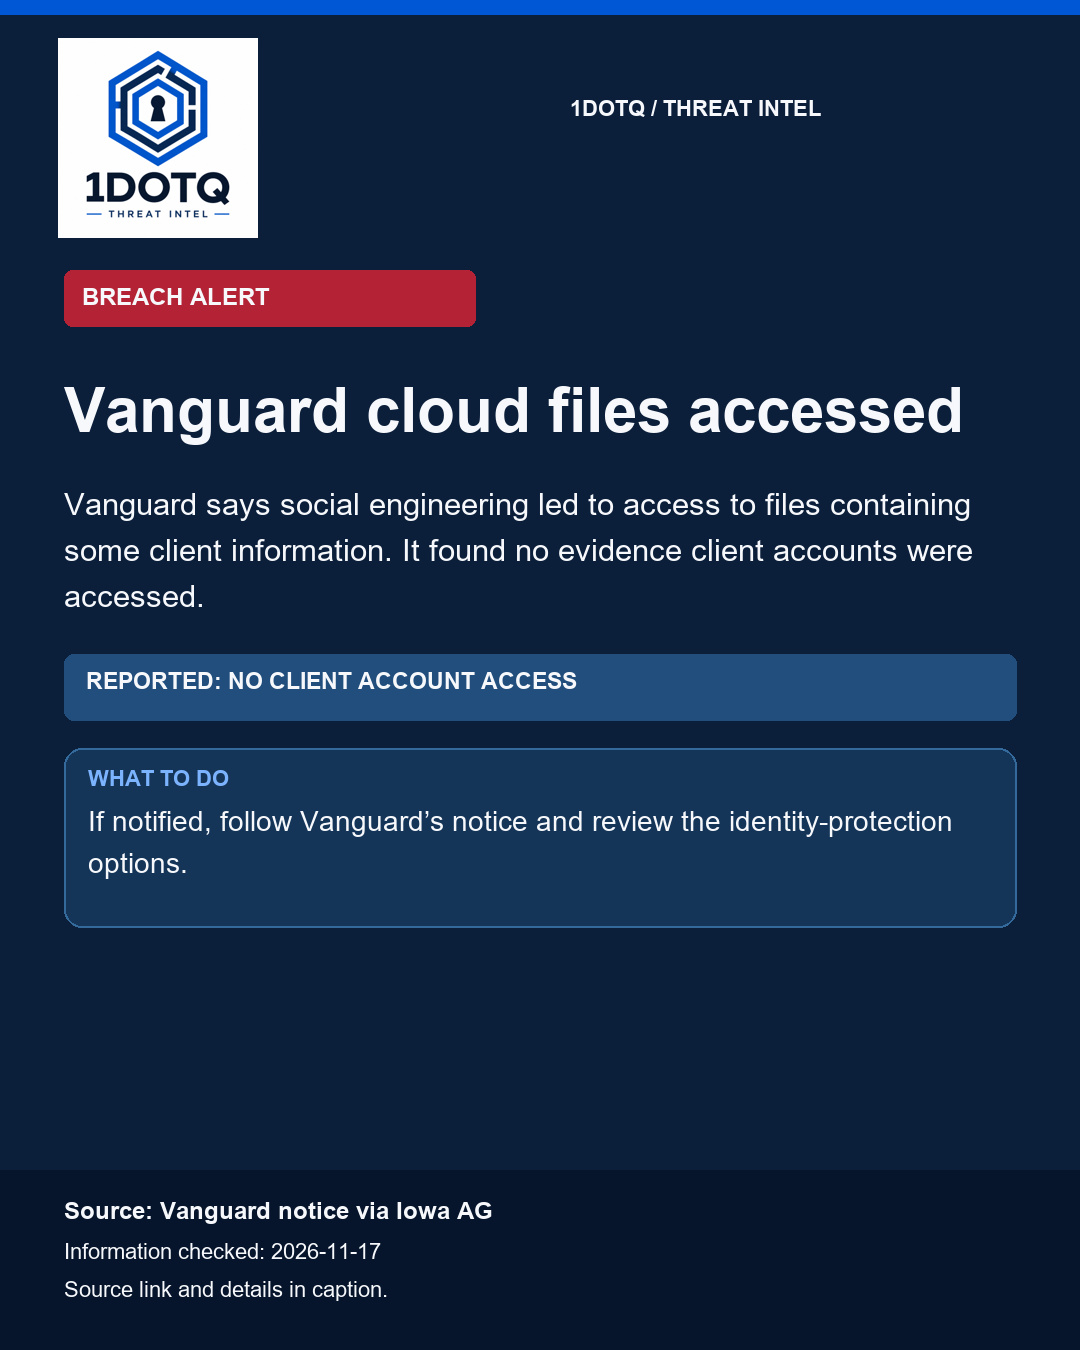 1DOTQ
THREAT INTEL
1DOTQ / THREAT INTEL
BREACH ALERT
Vanguard cloud files accessed
Vanguard says social engineering led to access to files containing
some client information. It found no evidence client accounts were
accessed.
REPORTED: NO CLIENT ACCOUNT ACCESS
WHAT TO DO
If notified, follow Vanguard’s notice and review the identity-protection
options.
Source: Vanguard notice via Iowa AG
Information checked: 2026-11-17
Source link and details in caption.